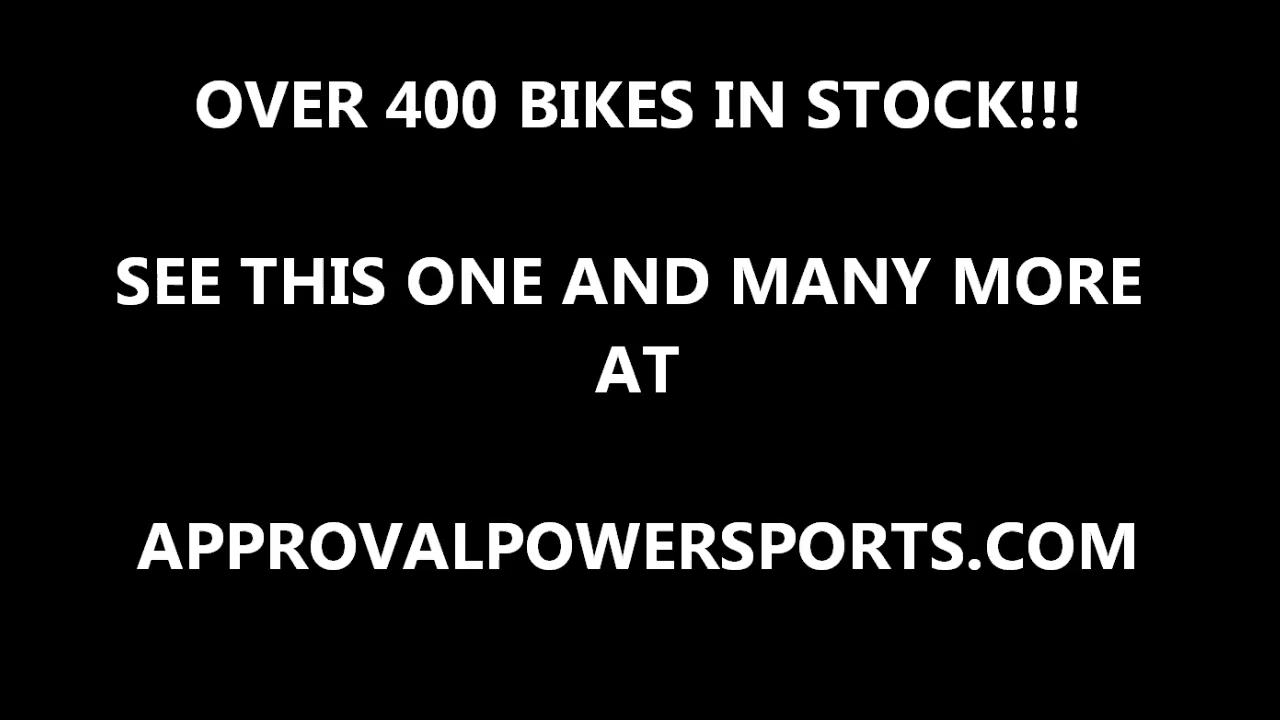 OVER 400 BIKES IN STOCK!!!
SEE THIS ONE AND MANY MORE
AT
APPROVALPOWERSPORTS.COM